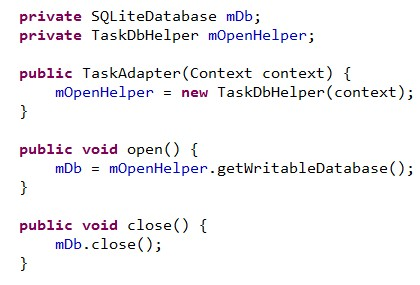 private SQLiteDatabase mDb;
private TaskDbHelper mOpenHelper;
public TaskAdapter(Context context) {
mOpenHelper = new TaskDbHelper(context);
}
public void open() {
mDb = mOpenHelper.getWritableDatabase();
}
public void close() {
mDb.close();
}